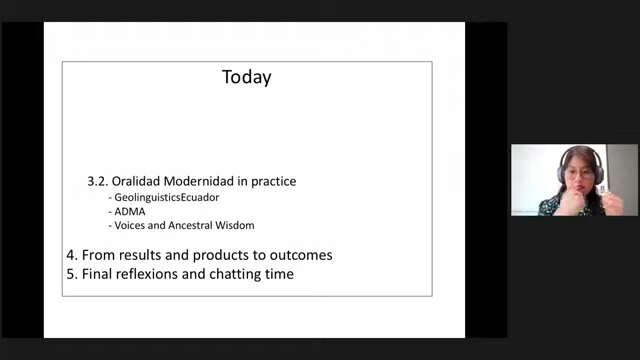 Today
3.2. Oralidad Modernidad in practice
- GeolinguisticsEcuador
- ADMA
- Voices and Ancestral Wisdom
4. From results and products to outcomes
5. Final reflexions and chatting time